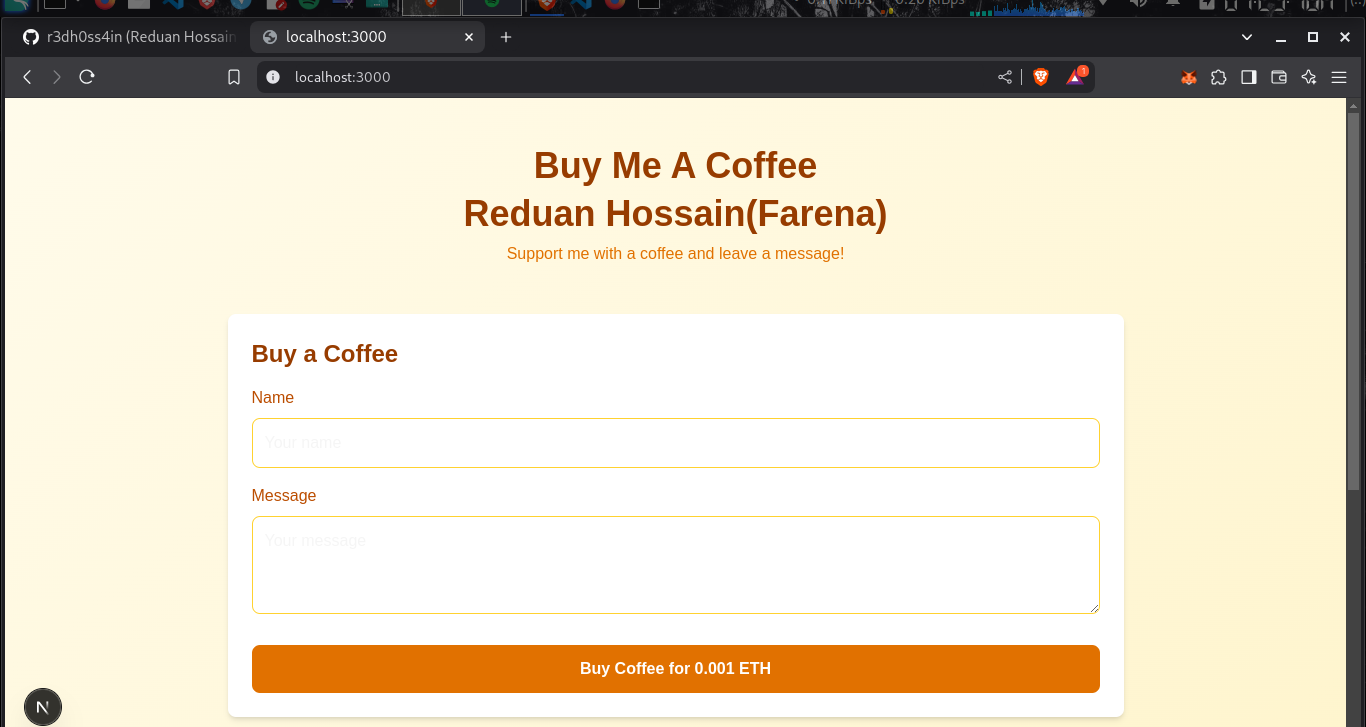 r3dh0ss4in (Reduan Hossain
localhost:3000
localhost:3000
1
Buy Me A Coffee
Reduan Hossain(Farena)
Support me with a coffee and leave a message!
Buy a Coffee
Name
Your name
Message
Your message
Buy Coffee for 0.001 ETH
N